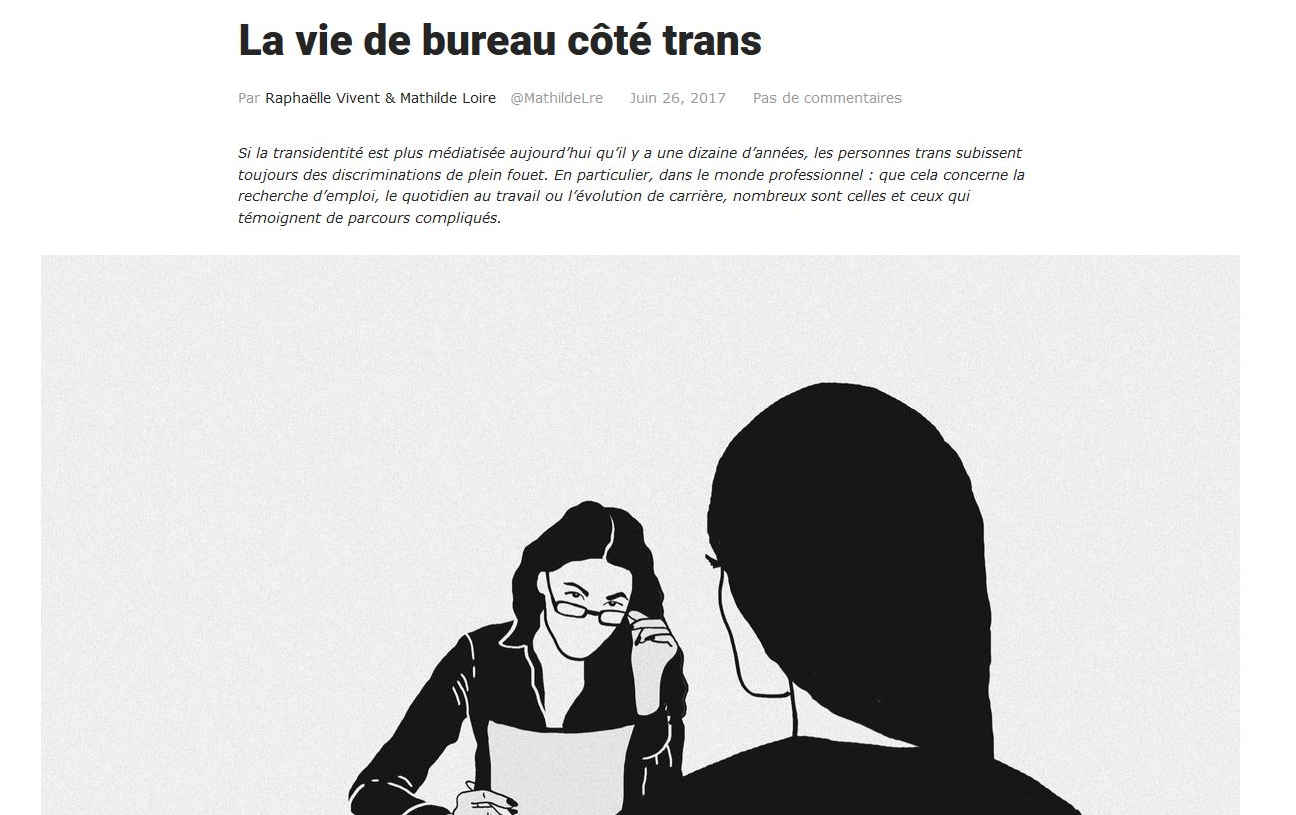 La vie de bureau côté trans
Par Raphaëlle Vivent & Mathilde Loire @MathildeLre Juin 26, 2017 Pas de commentaires
Si la transidentité est plus médiatisée aujourd’hui qu’il y a une dizaine d’années, les personnes trans subissent
toujours des discriminations de plein fouet. En particulier, dans le monde professionnel : que cela concerne la
recherche d’emploi, le quotidien au travail ou l’évolution de carrière, nombreux sont celles et ceux qui
témoignent de parcours compliqués.